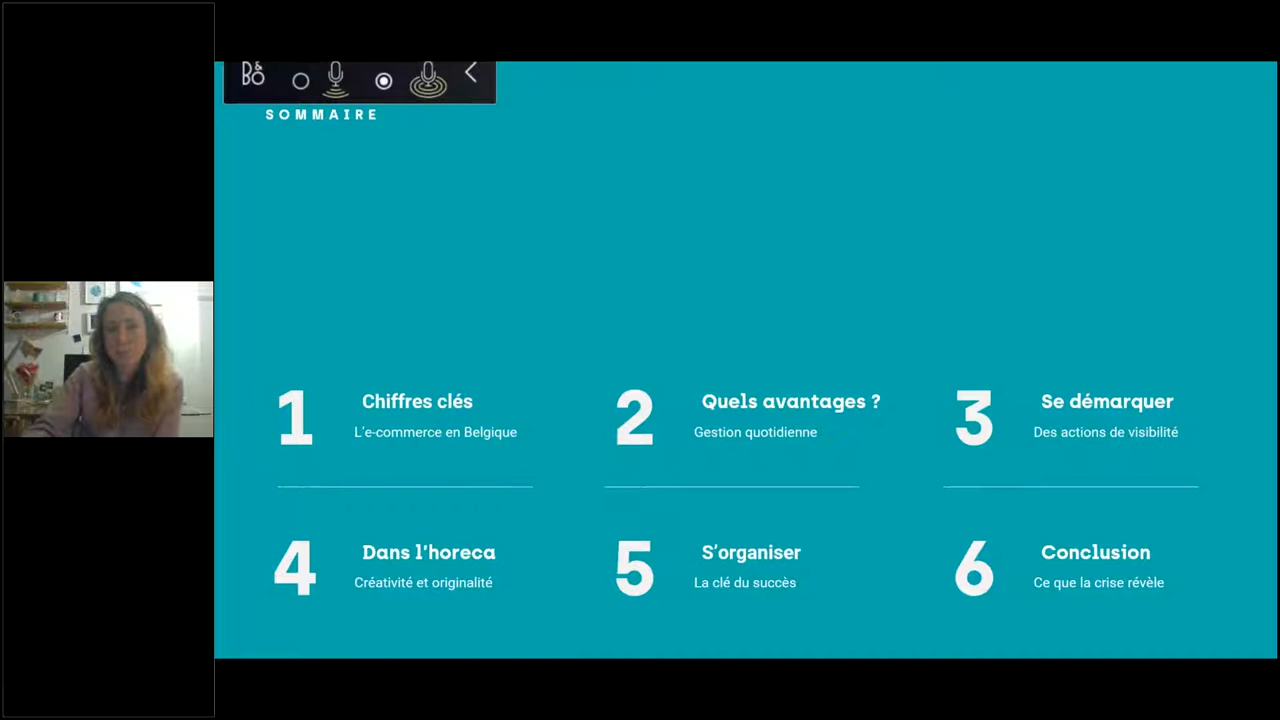 B&O
SOMMAIRE
1 Chiffres clés
L'e-commerce en Belgique
2 Quels avantages ?
Gestion quotidienne
3 Se démarquer
Des actions de visibilité
4 Dans l'horeca
Créativité et originalité
5 S'organiser
La clé du succès
6 Conclusion
Ce que la crise révèle